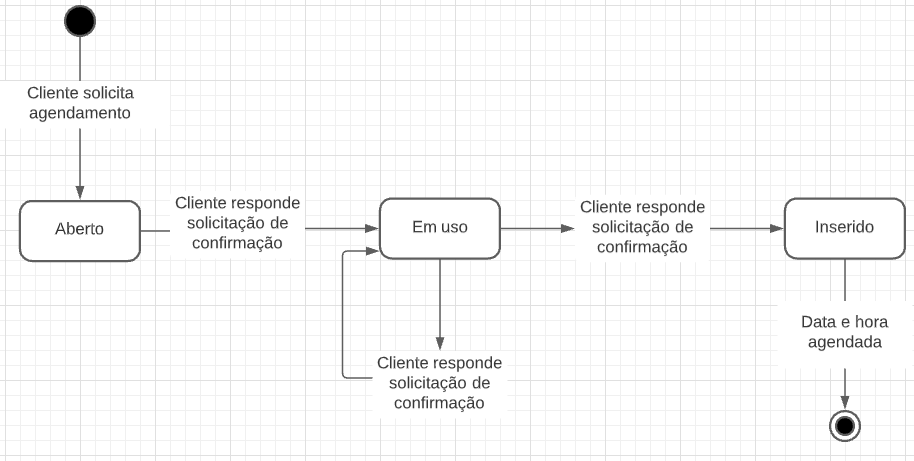 Cliente solicita
agendamento
Aberto
Cliente responde
solicitação de
confirmação
Em uso
Cliente responde
solicitação de
confirmação
Inserido
Cliente responde
solicitação de
confirmação
Data e hora
agendada